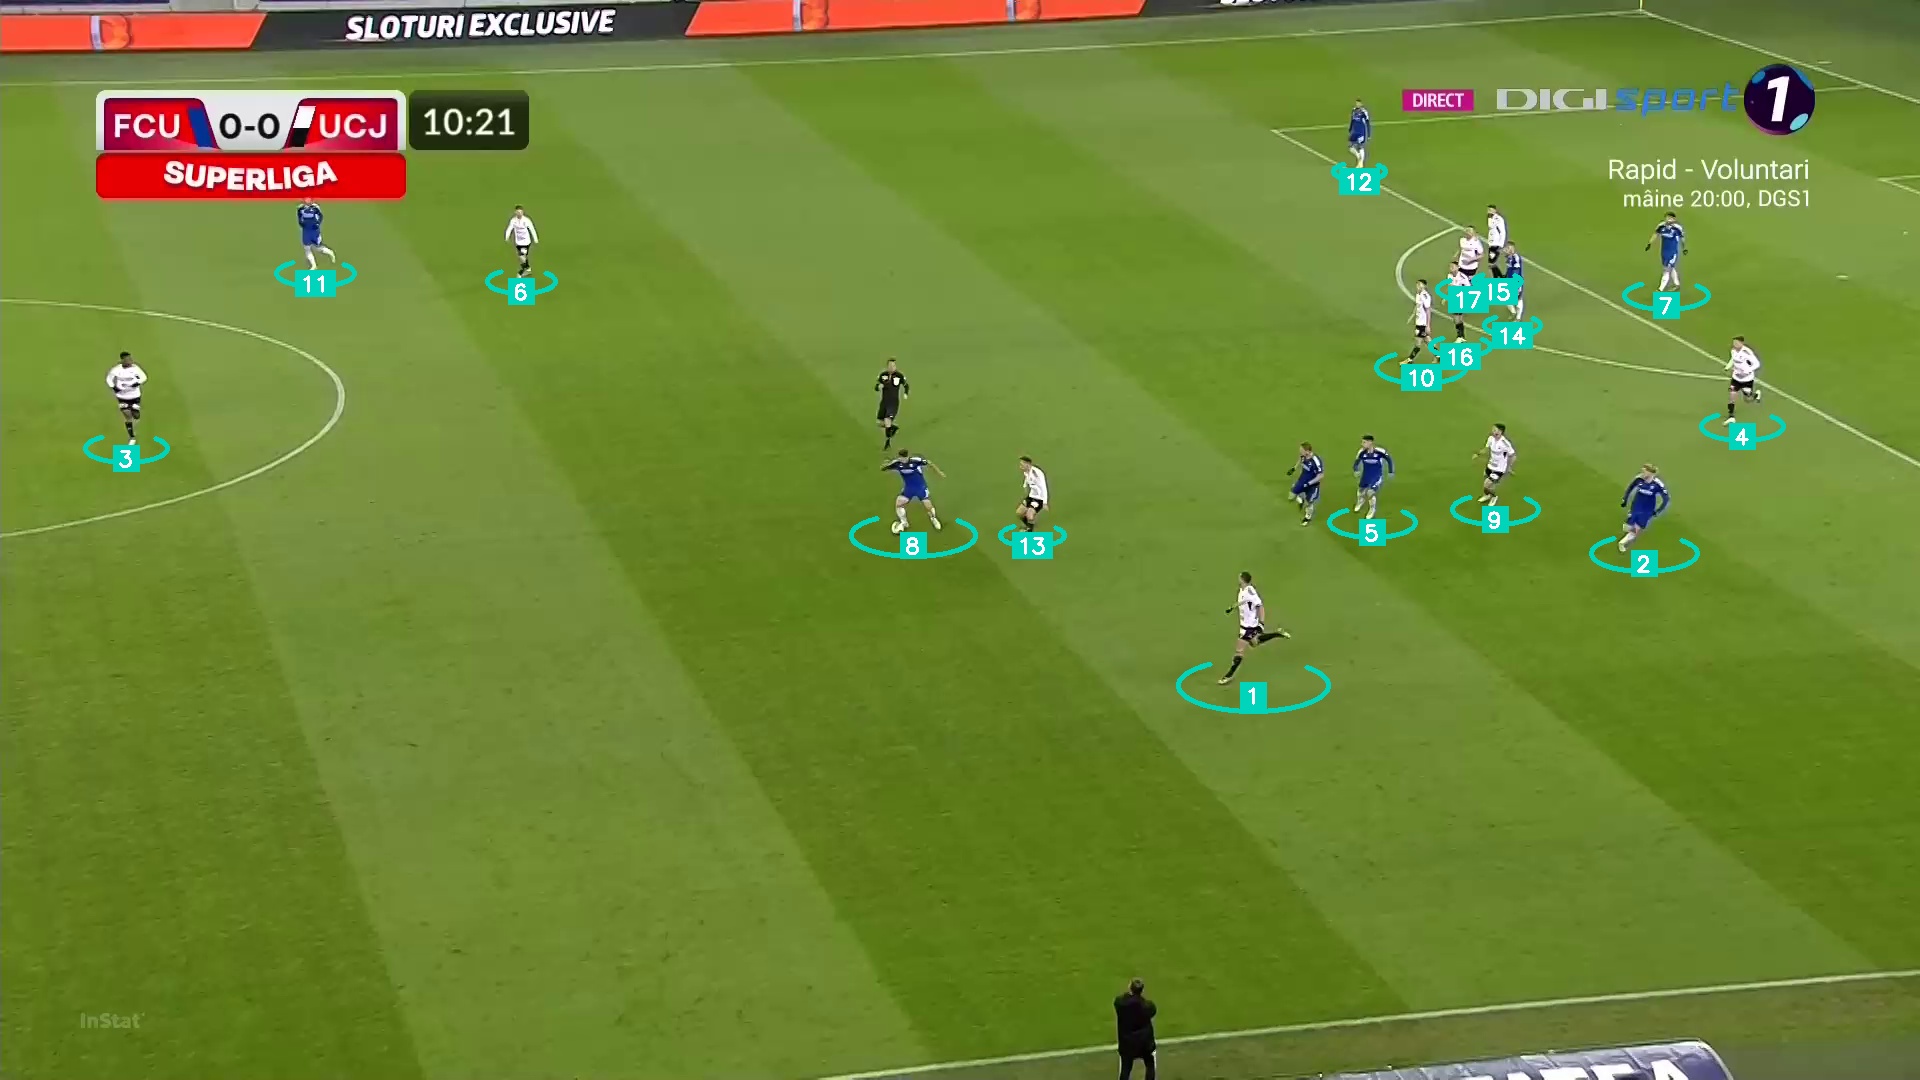 SLOTURI EXCLUSIVE
FCU 0-0 UCJ 10:21
SUPERLIGA
DIRECT DIGI sport 1
Rapid - Voluntari
mâine 20:00, DGS1
12
11
6
7
17
15
14
16
10
4
3
9
5
8
13
2
1
InStat